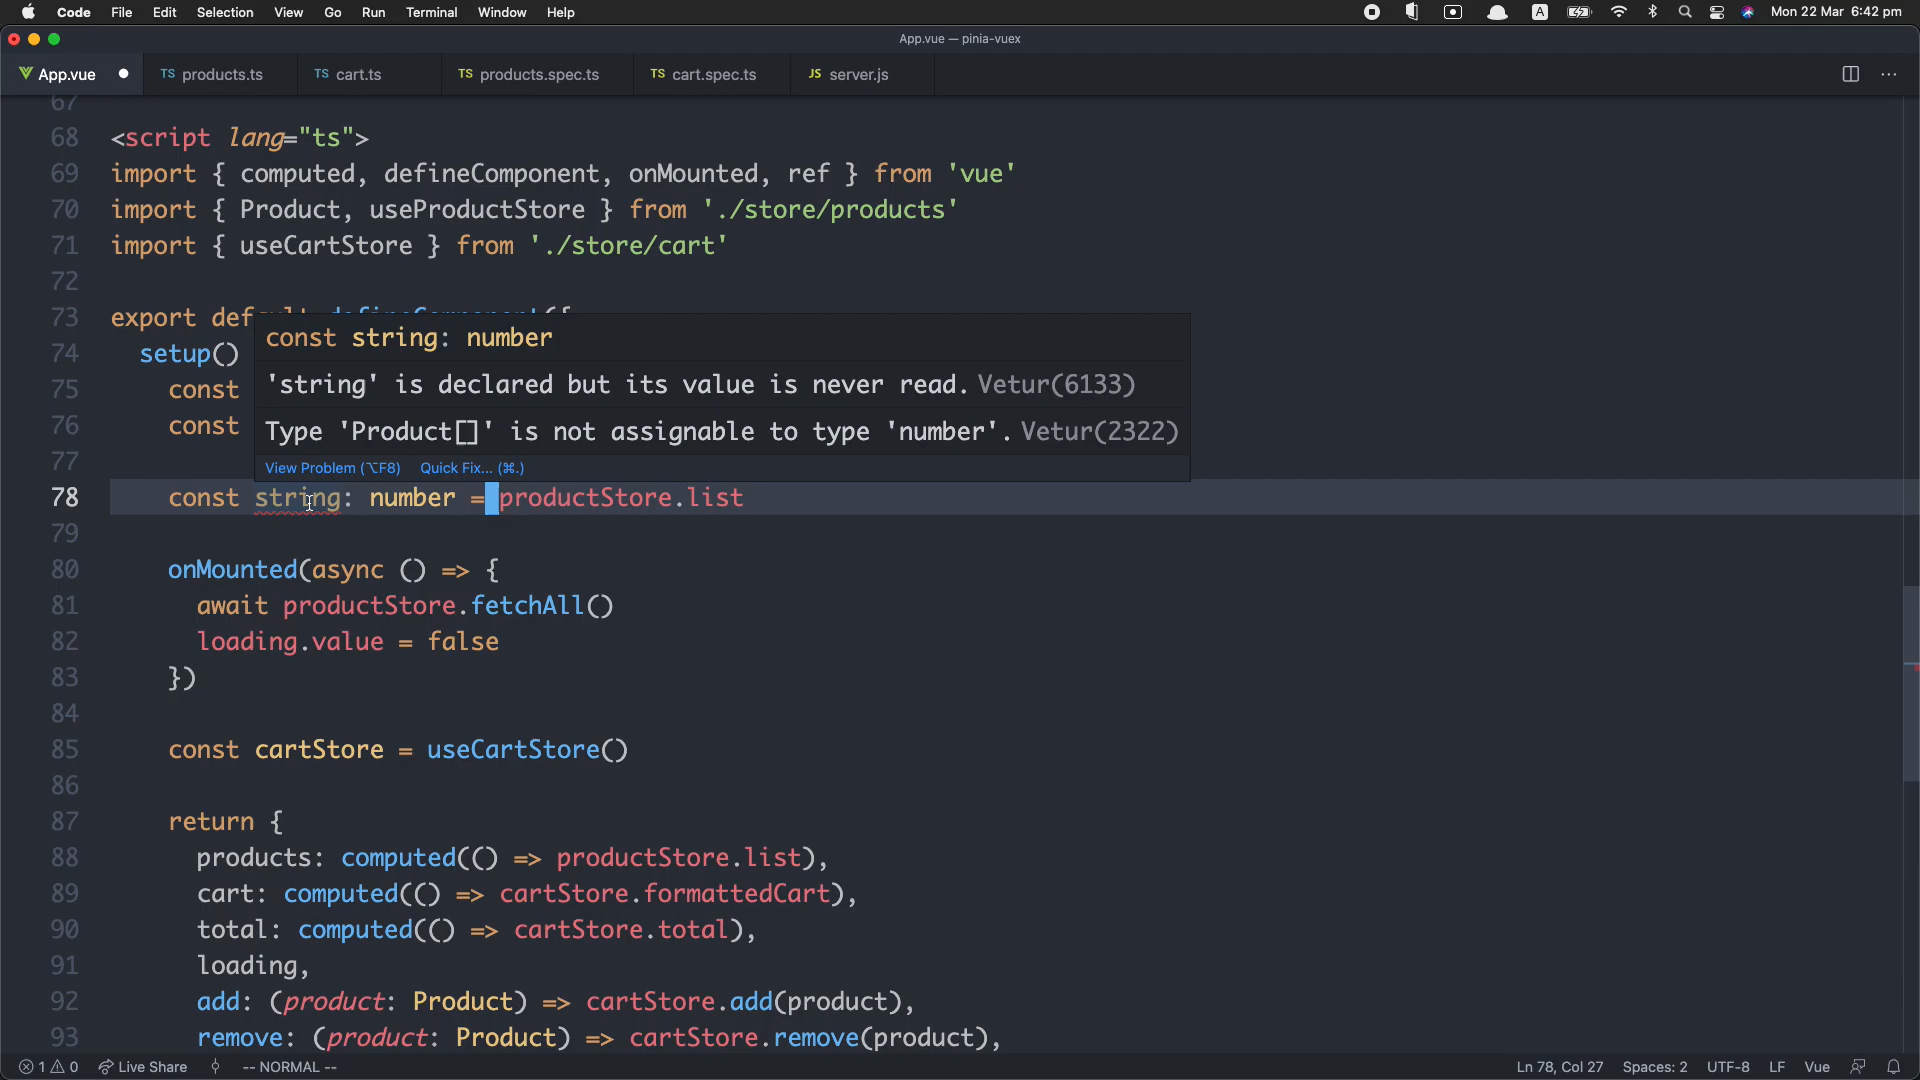 Code File Edit Selection View Go Run Terminal Window Help A Mon 22 Mar 6:42 pm
App.vue — pinia-vuex
App.vue TS products.ts TS cart.ts TS products.spec.ts TS cart.spec.ts JS server.js
67
68 <script lang="ts">
69 import { computed, defineComponent, onMounted, ref } from 'vue'
70 import { Product, useProductStore } from './store/products'
71 import { useCartStore } from './store/cart'
72
73 export default defineComponent({
const string: number
74 setup()
'string' is declared but its value is never read. Vetur(6133)
75 const
76 const
Type 'Product[]' is not assignable to type 'number'. Vetur(2322)
77
View Problem (⌥F8) Quick Fix... (⌘.)
78 const string: number = productStore.list
79
80 onMounted(async () => {
81 await productStore.fetchAll()
82 loading.value = false
83 })
84
85 const cartStore = useCartStore()
86
87 return {
88 products: computed(() => productStore.list),
89 cart: computed(() => cartStore.formattedCart),
90 total: computed(() => cartStore.total),
91 loading,
92 add: (product: Product) => cartStore.add(product),
93 remove: (product: Product) => cartStore.remove(product),
1 0 Live Share -- NORMAL -- Ln 78, Col 27 Spaces: 2 UTF-8 LF Vue